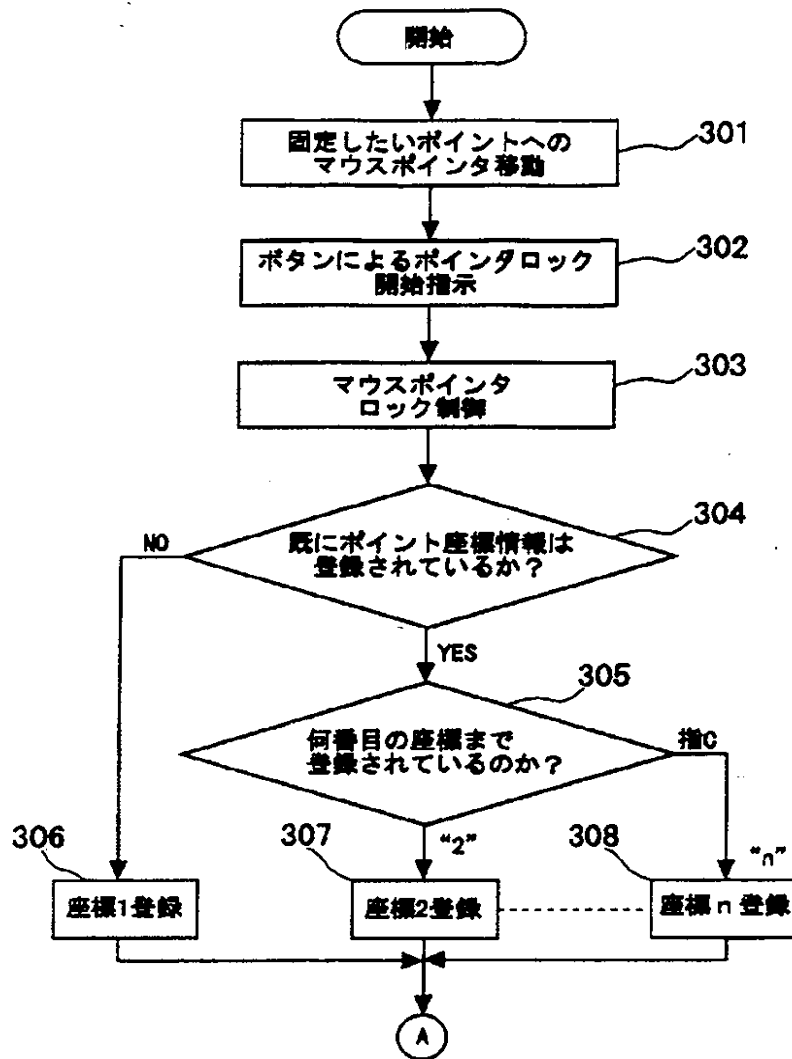 開始
固定したいポイントへの
マウスポインタ移動
301
ボタンによるポインタロック
開始指示
302
マウスポインタ
ロック制御
303
既にポイント座標情報は
登録されているか？
304
NO
YES
何番目の座標まで
登録されているのか？
305
指C
306
307
308
“2”
“n”
座標1登録
座標2登録
座標n登録
A